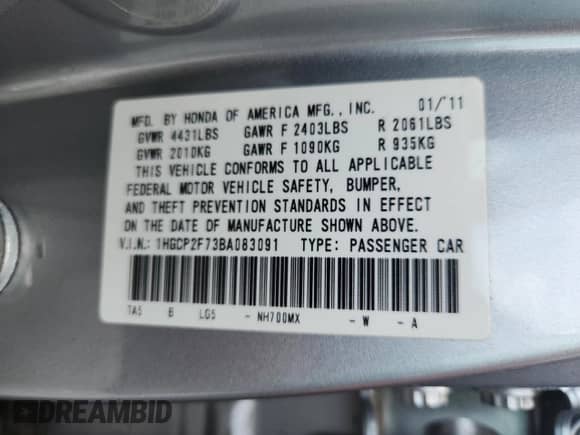 MFD. BY HONDA OF AMERICA MFG., INC. 01/'11
GVWR 4431LBS GAWR F 2403LBS R 2061LBS
GVWR 2010KG GAWR F 1090KG R 935KG
THIS VEHICLE CONFORMS TO ALL APPLICABLE
FEDERAL MOTOR VEHICLE SAFETY, BUMPER,
AND THEFT PREVENTION STANDARDS IN EFFECT
ON THE DATE OF MANUFACTURE SHOWN ABOVE.
V.I.N.: 1HGCP2F73BA083091 TYPE: PASSENGER CAR
TA5 B LG5 - NH700MX - W - A
DREAMBID